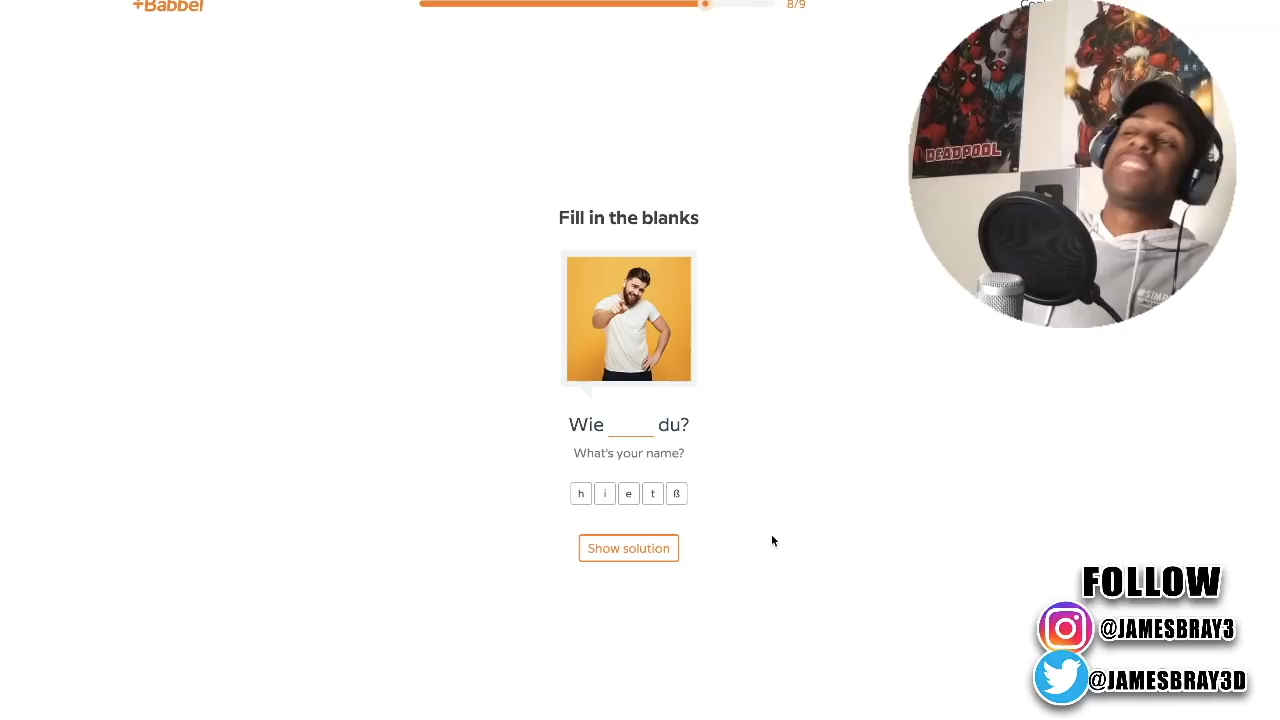 +Babbel
8/9
DEADPOOL
Fill in the blanks
Wie ____ du?
What's your name?
h i e t ß
Show solution
FOLLOW
@JAMESBRAY3
@JAMESBRAY3D